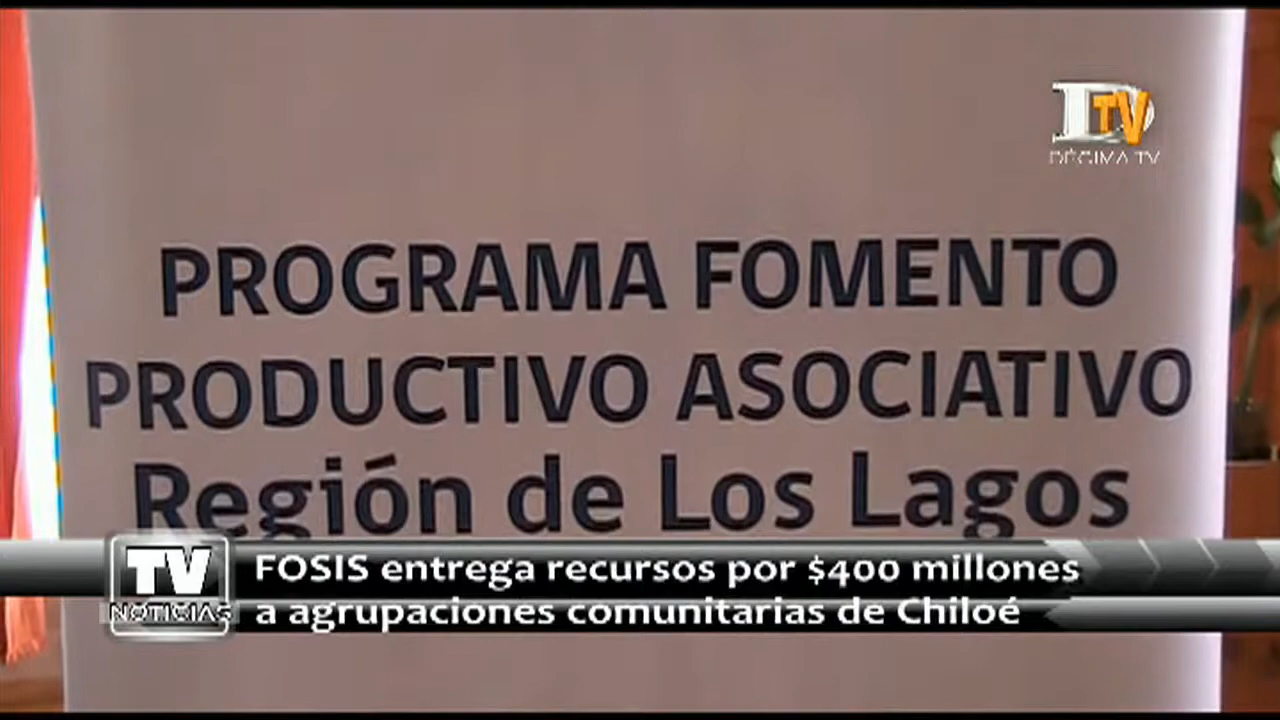 DTV
DÉCIMA TV
PROGRAMA FOMENTO
PRODUCTIVO ASOCIATIVO
Región de Los Lagos
TV
NOTICIAS
FOSIS entrega recursos por $400 millones
a agrupaciones comunitarias de Chiloé